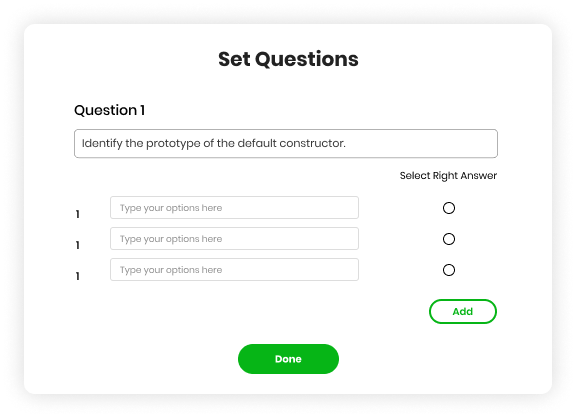 Set Questions
Question 1
Identify the prototype of the default constructor.
Select Right Answer
1 Type your options here
1 Type your options here
1 Type your options here
Add
Done